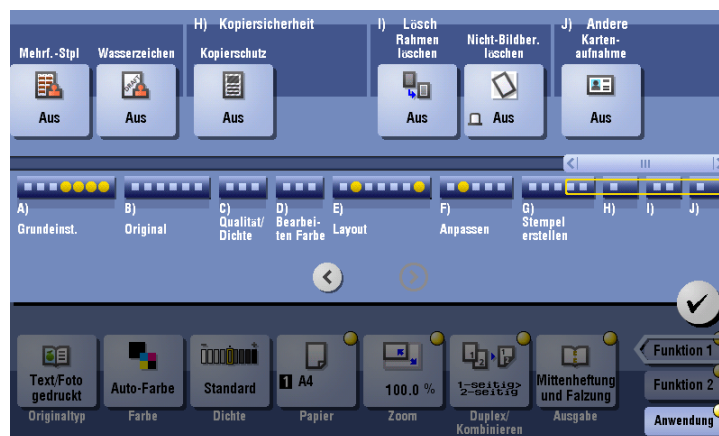 H) Kopiersicherheit
I) Lösch
J) Andere
Mehrf.-Stpl
Wasserzeichen
Kopierschutz
Rahmen
löschen
Nicht-Bildber.
löschen
Karten-
aufnahme
DRAFT
Aus
Aus
Aus
Aus
Aus
Aus
A)
Grundeinst.
B)
Original
C)
Qualität/
Dichte
D)
Bearbei-
ten Farbe
E)
Layout
F)
Anpassen
G)
Stempel
erstellen
H)
I)
J)
Text/Foto
gedruckt
Auto-Farbe
Standard
1 A4
100.0 %
1-seitig>
2-seitig
Mittenheftung
und Falzung
Originaltyp
Farbe
Dichte
Papier
Zoom
Duplex/
Kombinieren
Ausgabe
Funktion 1
Funktion 2
Anwendung